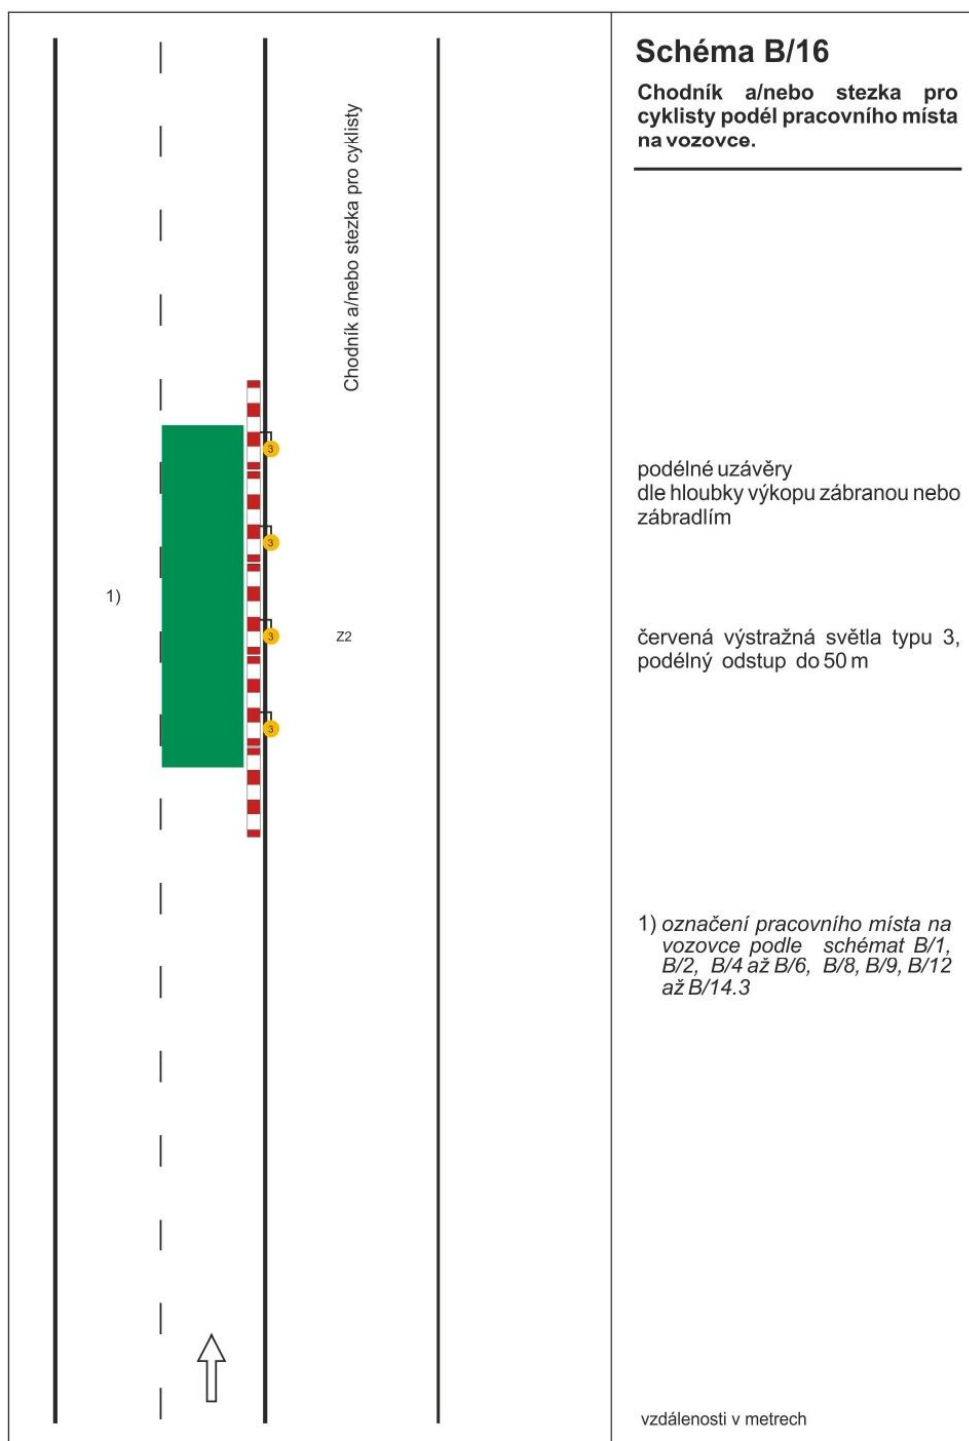 Schéma B/16
Chodník a/nebo stezka pro
cyklisty podél pracovního místa
na vozovce.
Chodník a/nebo stezka pro cyklisty
3
podélné uzávěry
dle hloubky výkopu zábranou nebo
zábradlím
3
1)
3
Z2
červená výstražná světla typu 3,
podélný odstup do 50 m
3
1) označení pracovního místa na
vozovce podle schémat B/1,
B/2, B/4 až B/6, B/8, B/9, B/12
až B/14.3
vzdálenosti v metrech